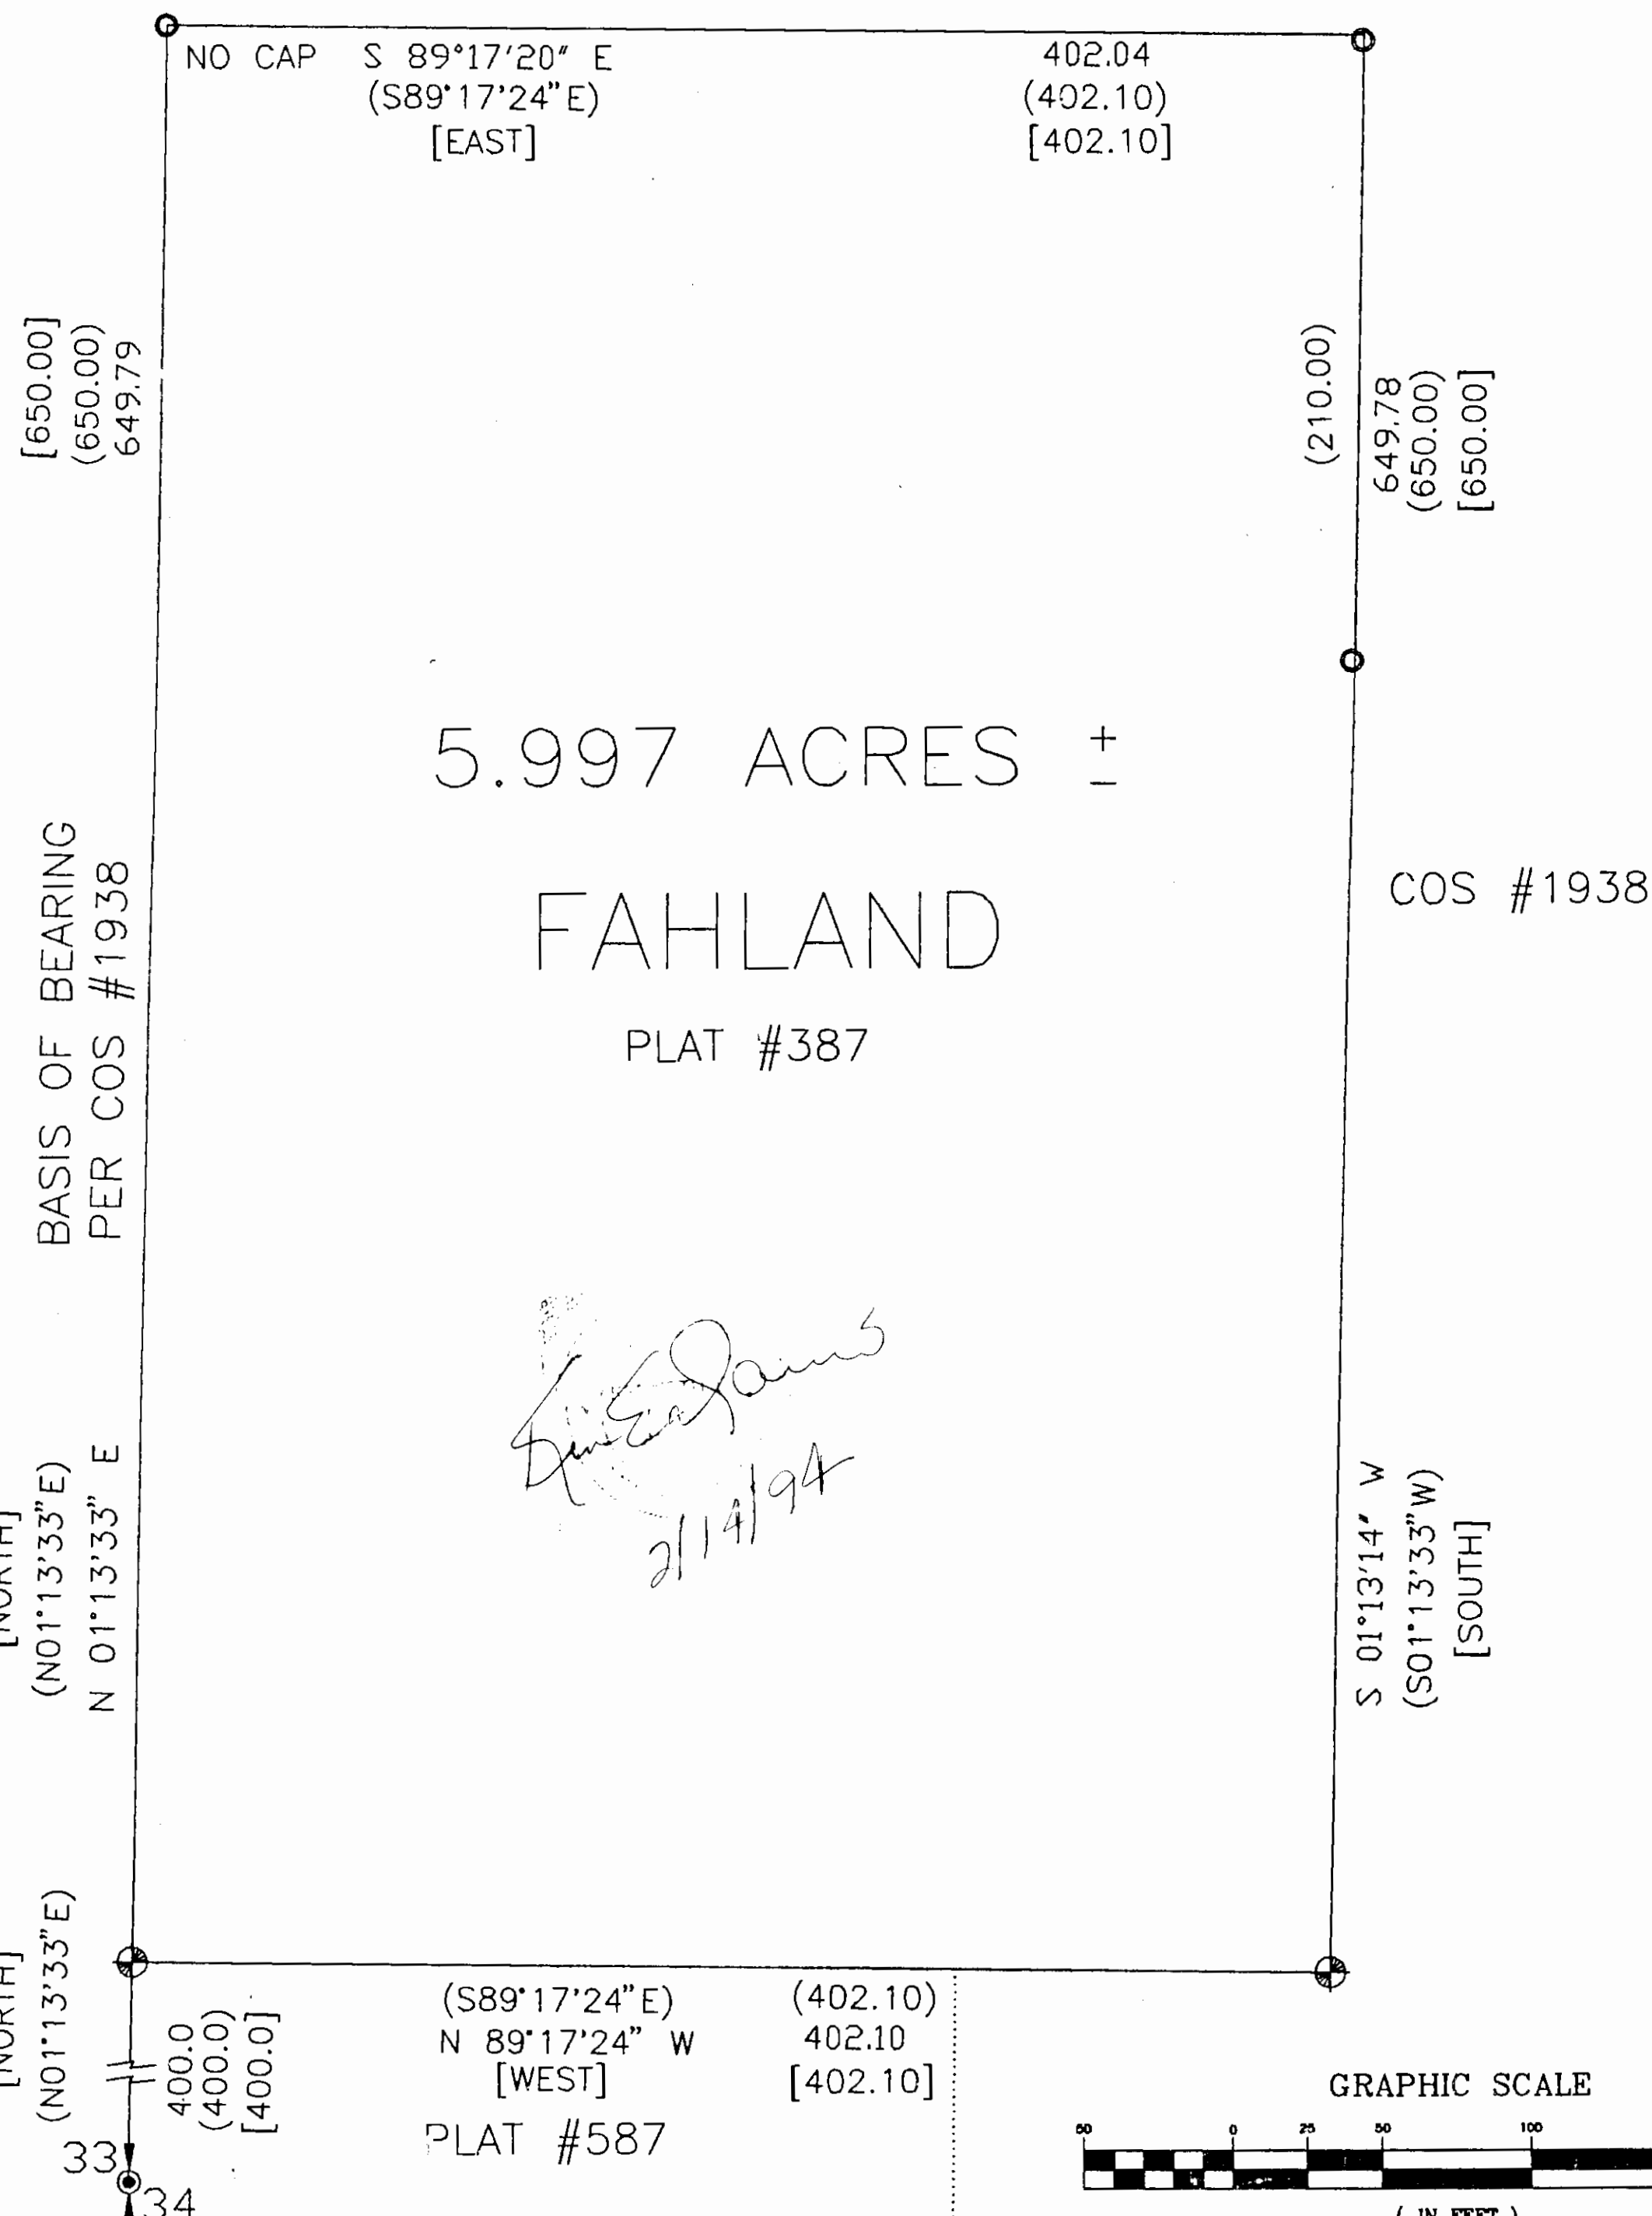 NO CAP S 89°17'20" E 402.04
(S89°17'24"E) (402.10)
[EAST] [402.10]
[650.00]
(650.00)
649.79
(210.00)
649.78
(650.00)
[650.00]
5.997 ACRES ±
FAHLAND
PLAT #387
COS #1938
BASIS OF BEARING
PER COS #1938
2/14/94
[NORTH]
(N01°13'33"E)
N 01°13'33" E
S 01°13'14" W
(S01°13'33"W)
[SOUTH]
[NORTH]
(N01°13'33"E)
400.0
(400.0)
[400.0]
(S89°17'24"E) (402.10)
N 89°17'24" W 402.10
[WEST] [402.10]
PLAT #587
33
34
GRAPHIC SCALE
50 0 25 50 100
( IN FEET )